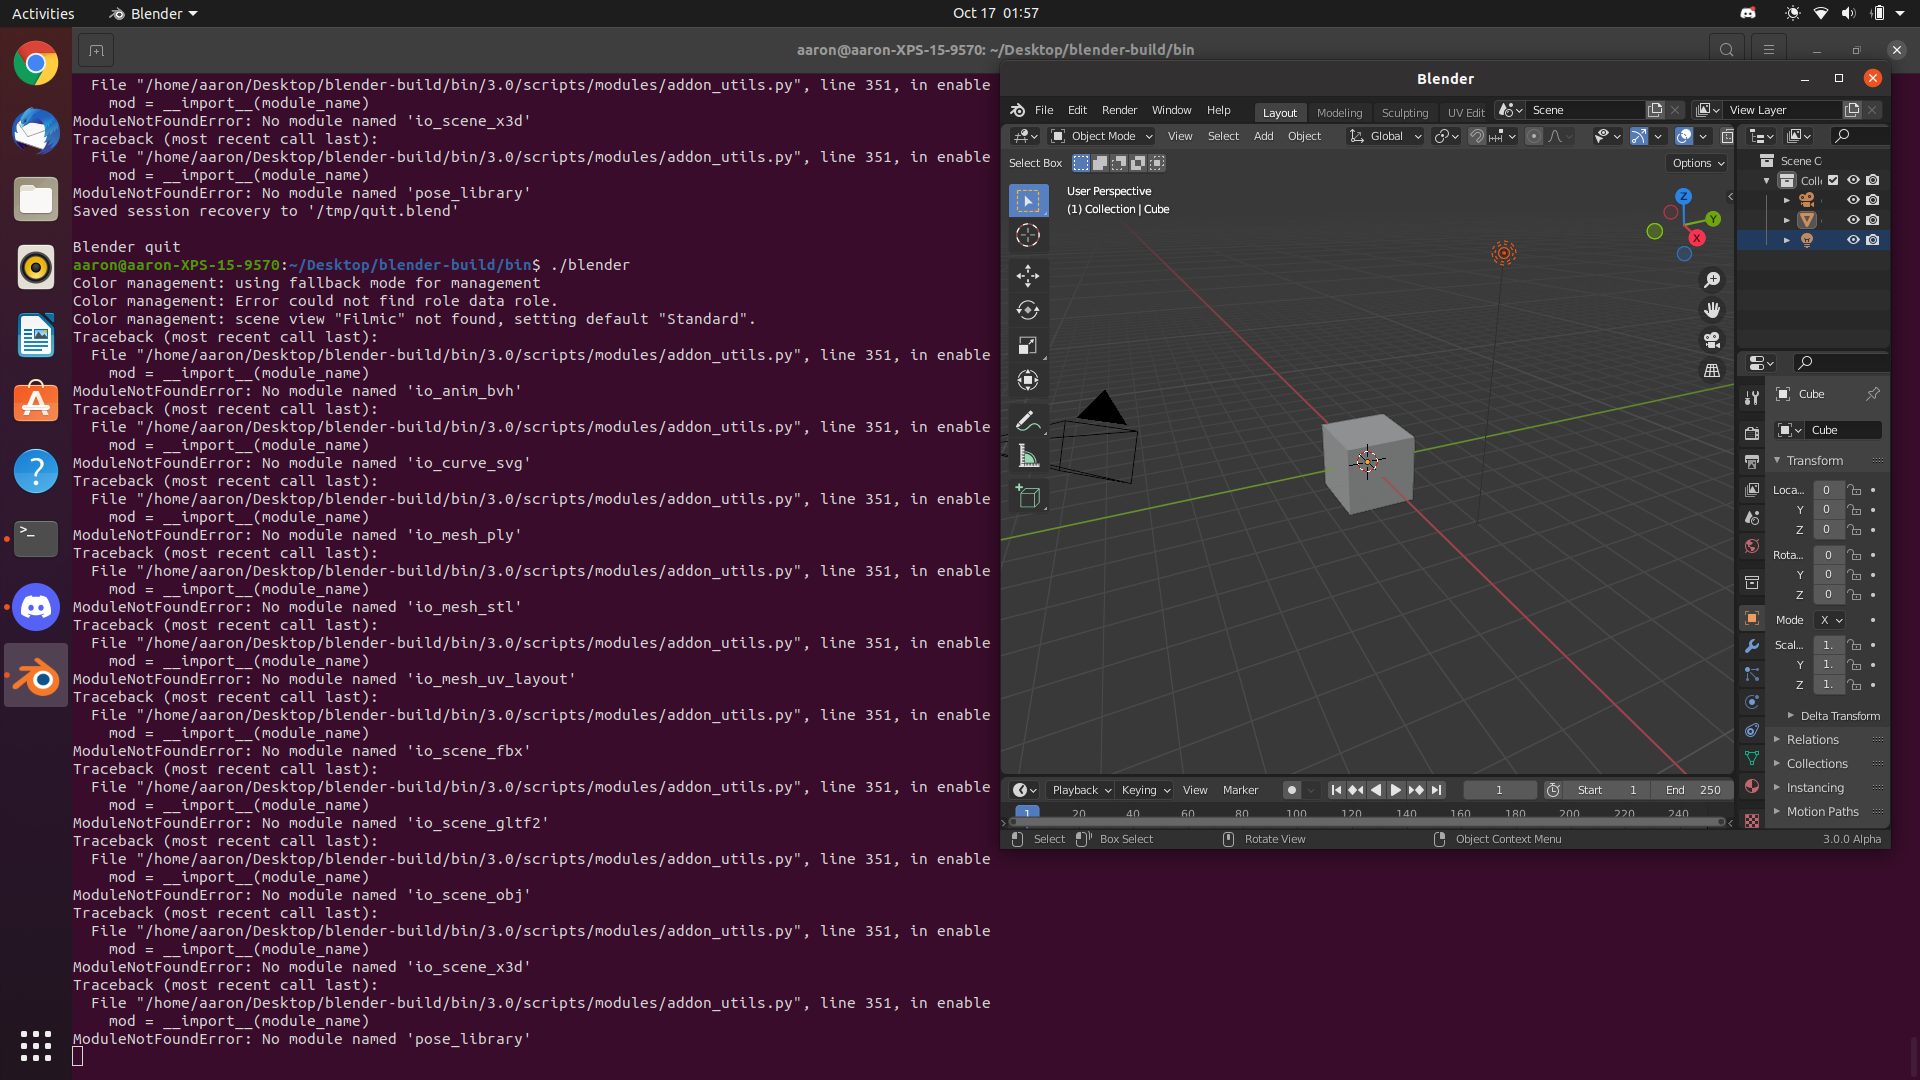 Activities
Blender
Oct 17 01:57
aaron@aaron-XPS-15-9570: ~/Desktop/blender-build/bin
File "/home/aaron/Desktop/blender-build/bin/3.0/scripts/modules/addon_utils.py", line 351, in enable
mod = __import__(module_name)
ModuleNotFoundError: No module named 'io_scene_x3d'
Traceback (most recent call last):
File "/home/aaron/Desktop/blender-build/bin/3.0/scripts/modules/addon_utils.py", line 351, in enable
mod = __import__(module_name)
ModuleNotFoundError: No module named 'pose_library'
Saved session recovery to '/tmp/quit.blend'
Blender quit
aaron@aaron-XPS-15-9570:~/Desktop/blender-build/bin$ ./blender
Color management: using fallback mode for management
Color management: Error could not find role data role.
Color management: scene view "Filmic" not found, setting default "Standard".
Traceback (most recent call last):
File "/home/aaron/Desktop/blender-build/bin/3.0/scripts/modules/addon_utils.py", line 351, in enable
mod = __import__(module_name)
ModuleNotFoundError: No module named 'io_anim_bvh'
Traceback (most recent call last):
File "/home/aaron/Desktop/blender-build/bin/3.0/scripts/modules/addon_utils.py", line 351, in enable
mod = __import__(module_name)
ModuleNotFoundError: No module named 'io_curve_svg'
Traceback (most recent call last):
File "/home/aaron/Desktop/blender-build/bin/3.0/scripts/modules/addon_utils.py", line 351, in enable
mod = __import__(module_name)
ModuleNotFoundError: No module named 'io_mesh_ply'
Traceback (most recent call last):
File "/home/aaron/Desktop/blender-build/bin/3.0/scripts/modules/addon_utils.py", line 351, in enable
mod = __import__(module_name)
ModuleNotFoundError: No module named 'io_mesh_stl'
Traceback (most recent call last):
File "/home/aaron/Desktop/blender-build/bin/3.0/scripts/modules/addon_utils.py", line 351, in enable
mod = __import__(module_name)
ModuleNotFoundError: No module named 'io_mesh_uv_layout'
Traceback (most recent call last):
File "/home/aaron/Desktop/blender-build/bin/3.0/scripts/modules/addon_utils.py", line 351, in enable
mod = __import__(module_name)
ModuleNotFoundError: No module named 'io_scene_fbx'
Traceback (most recent call last):
File "/home/aaron/Desktop/blender-build/bin/3.0/scripts/modules/addon_utils.py", line 351, in enable
mod = __import__(module_name)
ModuleNotFoundError: No module named 'io_scene_gltf2'
Traceback (most recent call last):
File "/home/aaron/Desktop/blender-build/bin/3.0/scripts/modules/addon_utils.py", line 351, in enable
mod = __import__(module_name)
ModuleNotFoundError: No module named 'io_scene_obj'
Traceback (most recent call last):
File "/home/aaron/Desktop/blender-build/bin/3.0/scripts/modules/addon_utils.py", line 351, in enable
mod = __import__(module_name)
ModuleNotFoundError: No module named 'io_scene_x3d'
Traceback (most recent call last):
File "/home/aaron/Desktop/blender-build/bin/3.0/scripts/modules/addon_utils.py", line 351, in enable
mod = __import__(module_name)
ModuleNotFoundError: No module named 'pose_library'
Blender
File Edit Render Window Help Layout Modeling Sculpting UV Edit Scene View Layer
Object Mode View Select Add Object Global
Select Box Options
User Perspective
(1) Collection | Cube
Z
Y
X
Scene C
Coll
Cube
Cube
Transform
Loca... 0
Y 0
Z 0
Rota... 0
Y 0
Z 0
Mode X
Scal... 1.
Y 1.
Z 1.
Delta Transform
Relations
Collections
Instancing
Motion Paths
Playback Keying View Marker 1 Start 1 End 250
1 20 40 60 80 100 120 140 160 180 200 220 240
Select Box Select Rotate View Object Context Menu 3.0.0 Alpha